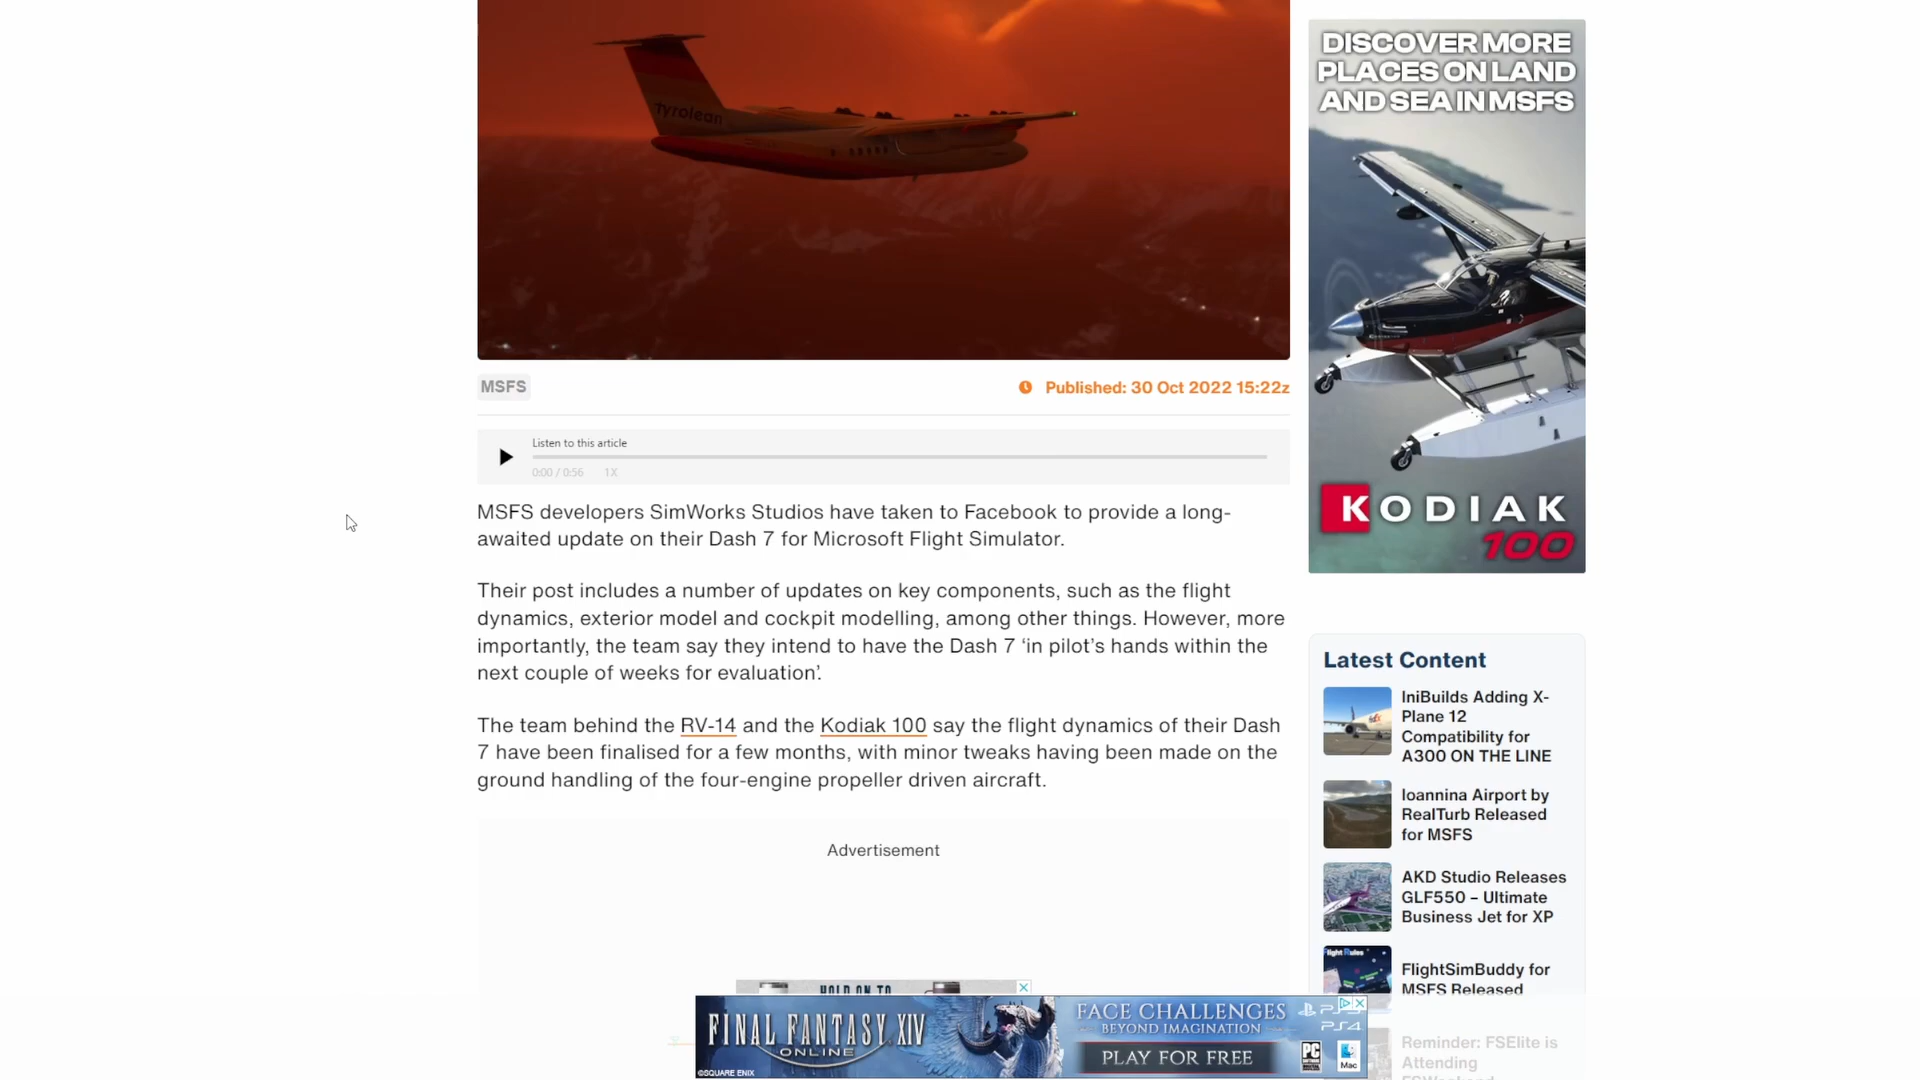 tyrolean
MSFS
Published: 30 Oct 2022 15:22z
Listen to this article
0:00 / 0:56 1X
MSFS developers SimWorks Studios have taken to Facebook to provide a long-
awaited update on their Dash 7 for Microsoft Flight Simulator.
Their post includes a number of updates on key components, such as the flight
dynamics, exterior model and cockpit modelling, among other things. However, more
importantly, the team say they intend to have the Dash 7 ‘in pilot’s hands within the
next couple of weeks for evaluation’.
The team behind the RV-14 and the Kodiak 100 say the flight dynamics of their Dash
7 have been finalised for a few months, with minor tweaks having been made on the
ground handling of the four-engine propeller driven aircraft.
Advertisement
HOLD ON TO
FINAL FANTASY XIV
ONLINE
©SQUARE ENIX
FACE CHALLENGES
BEYOND IMAGINATION
PLAY FOR FREE
PS5
PS4
PC
Mac
DISCOVER MORE
PLACES ON LAND
AND SEA IN MSFS
KODIAK
100
Latest Content
IniBuilds Adding X-
Plane 12
Compatibility for
A300 ON THE LINE
Ioannina Airport by
RealTurb Released
for MSFS
AKD Studio Releases
GLF550 – Ultimate
Business Jet for XP
Flight Rules
FlightSimBuddy for
MSFS Released
Reminder: FSElite is
Attending
FSWeekend